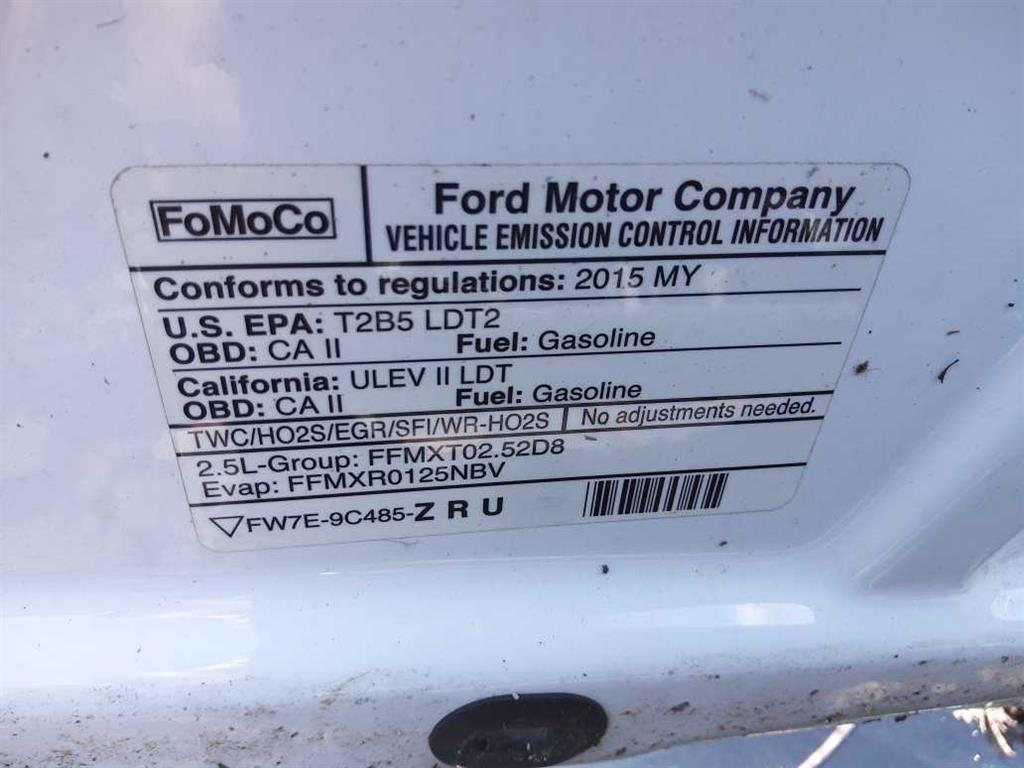 FoMoCo
Ford Motor Company
VEHICLE EMISSION CONTROL INFORMATION
Conforms to regulations: 2015 MY
U.S. EPA: T2B5 LDT2
OBD: CA II Fuel: Gasoline
California: ULEV II LDT
OBD: CA II Fuel: Gasoline
TWC/HO2S/EGR/SFI/WR-HO2S No adjustments needed.
2.5L-Group: FFMXT02.52D8
Evap: FFMXR0125NBV
FW7E-9C485-Z R U